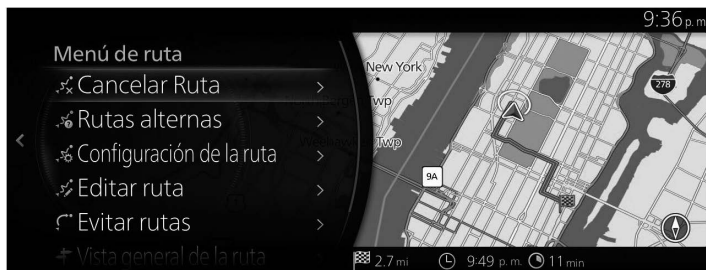 9:36 p. m
Menú de ruta
Cancelar Ruta
Rutas alternas
Configuración de la ruta
Editar ruta
Evitar rutas
Vista general de la ruta
New York
Twp
Twp
278
9A
2.7 mi 9:49 p. m. 11 min